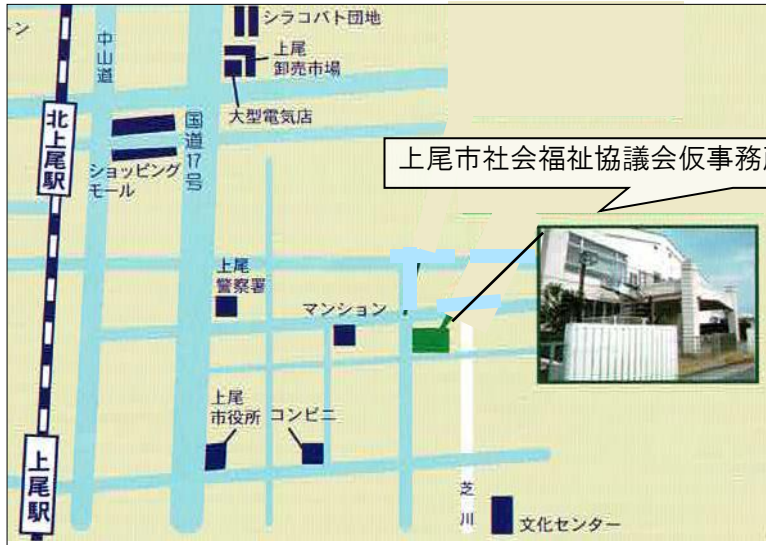 シラコバト団地
ーン
中山道
上尾
卸売市場
大型電気店
北上尾駅
国道17号
ショッピング
モール
上尾市社会福祉協議会仮事務
上尾
警察署
マンション
上尾
市役所
コンビニ
上尾駅
芝川
文化センター